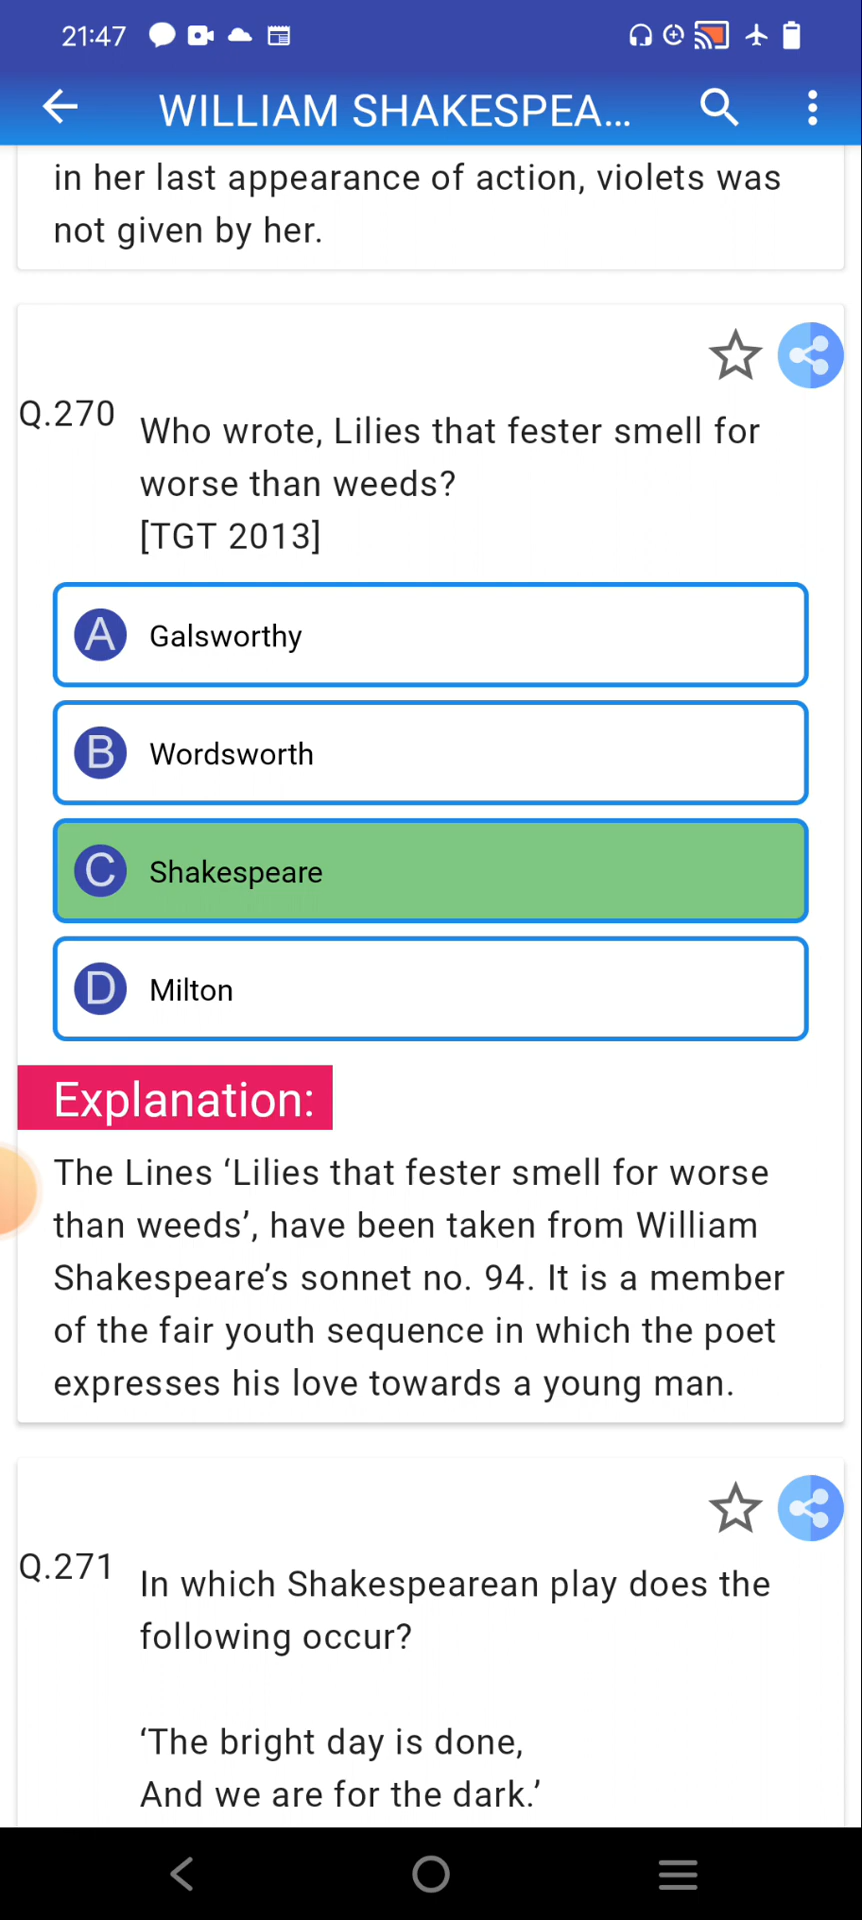 21:47
WILLIAM SHAKESPEA...
in her last appearance of action, violets was
not given by her.
Q.270
Who wrote, Lilies that fester smell for
worse than weeds?
[TGT 2013]
A Galsworthy
B Wordsworth
C Shakespeare
D Milton
Explanation:
The Lines ‘Lilies that fester smell for worse
than weeds’, have been taken from William
Shakespeare’s sonnet no. 94. It is a member
of the fair youth sequence in which the poet
expresses his love towards a young man.
Q.271
In which Shakespearean play does the
following occur?
‘The bright day is done,
And we are for the dark.’